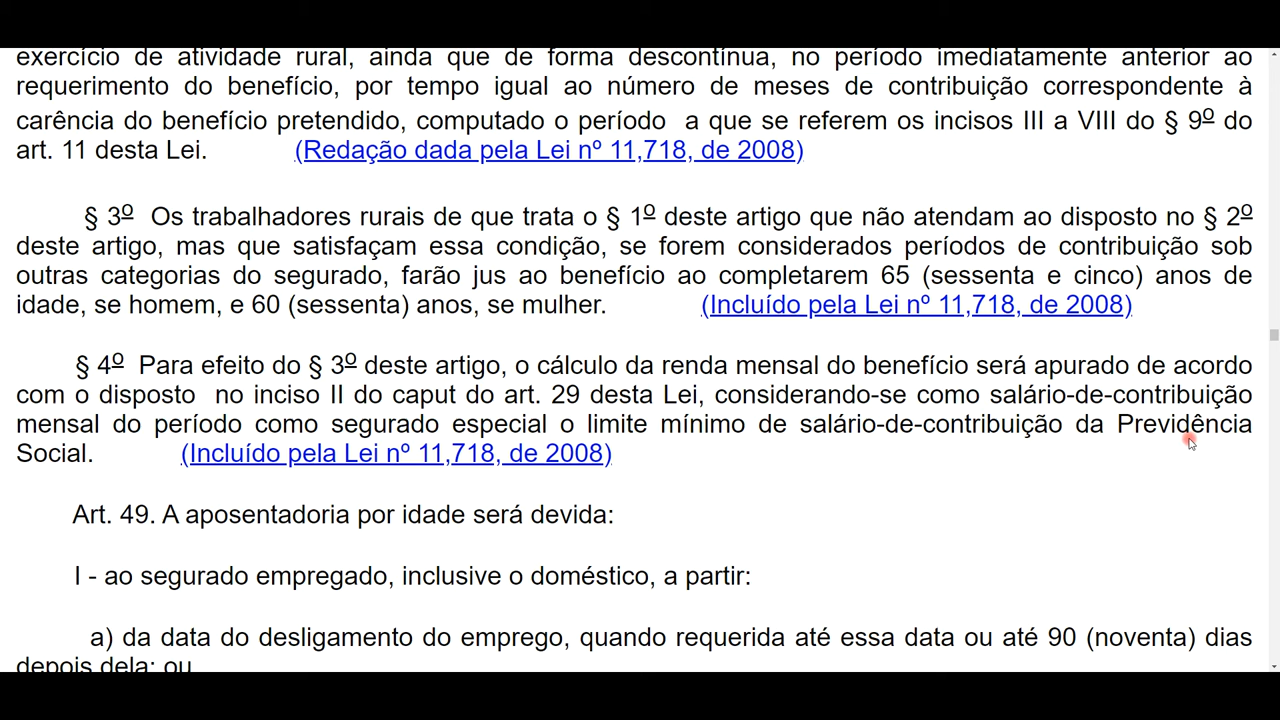 exercício de atividade rural, ainda que de forma descontínua, no período imediatamente anterior ao
requerimento do benefício, por tempo igual ao número de meses de contribuição correspondente à
carência do benefício pretendido, computado o período a que se referem os incisos III a VIII do § 9º do
art. 11 desta Lei. (Redação dada pela Lei nº 11,718, de 2008)
§ 3º Os trabalhadores rurais de que trata o § 1º deste artigo que não atendam ao disposto no § 2º
deste artigo, mas que satisfaçam essa condição, se forem considerados períodos de contribuição sob
outras categorias do segurado, farão jus ao benefício ao completarem 65 (sessenta e cinco) anos de
idade, se homem, e 60 (sessenta) anos, se mulher. (Incluído pela Lei nº 11,718, de 2008)
§ 4º Para efeito do § 3º deste artigo, o cálculo da renda mensal do benefício será apurado de acordo
com o disposto no inciso II do caput do art. 29 desta Lei, considerando-se como salário-de-contribuição
mensal do período como segurado especial o limite mínimo de salário-de-contribuição da Previdência
Social. (Incluído pela Lei nº 11,718, de 2008)
Art. 49. A aposentadoria por idade será devida:
I - ao segurado empregado, inclusive o doméstico, a partir:
a) da data do desligamento do emprego, quando requerida até essa data ou até 90 (noventa) dias
depois dela; ou